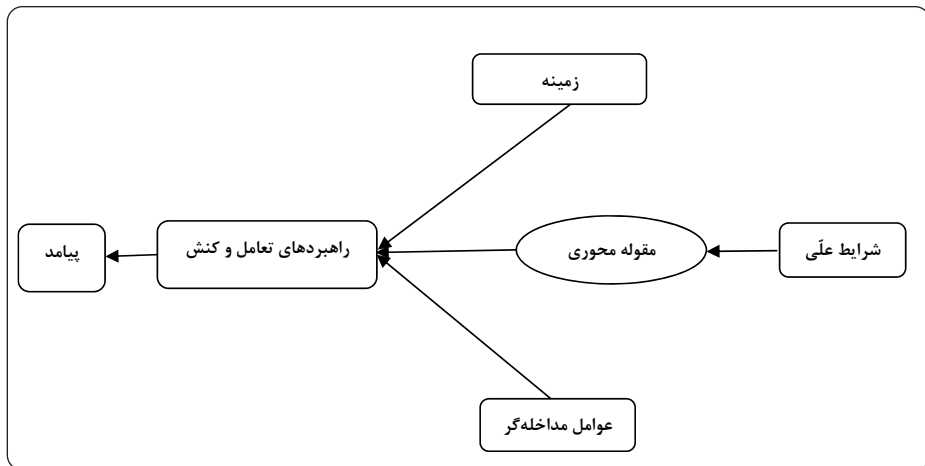 زمینه
شرایط علّی
مقوله محوری
راهبردهای تعامل و کنش
پیامد
عوامل مداخله‌گر